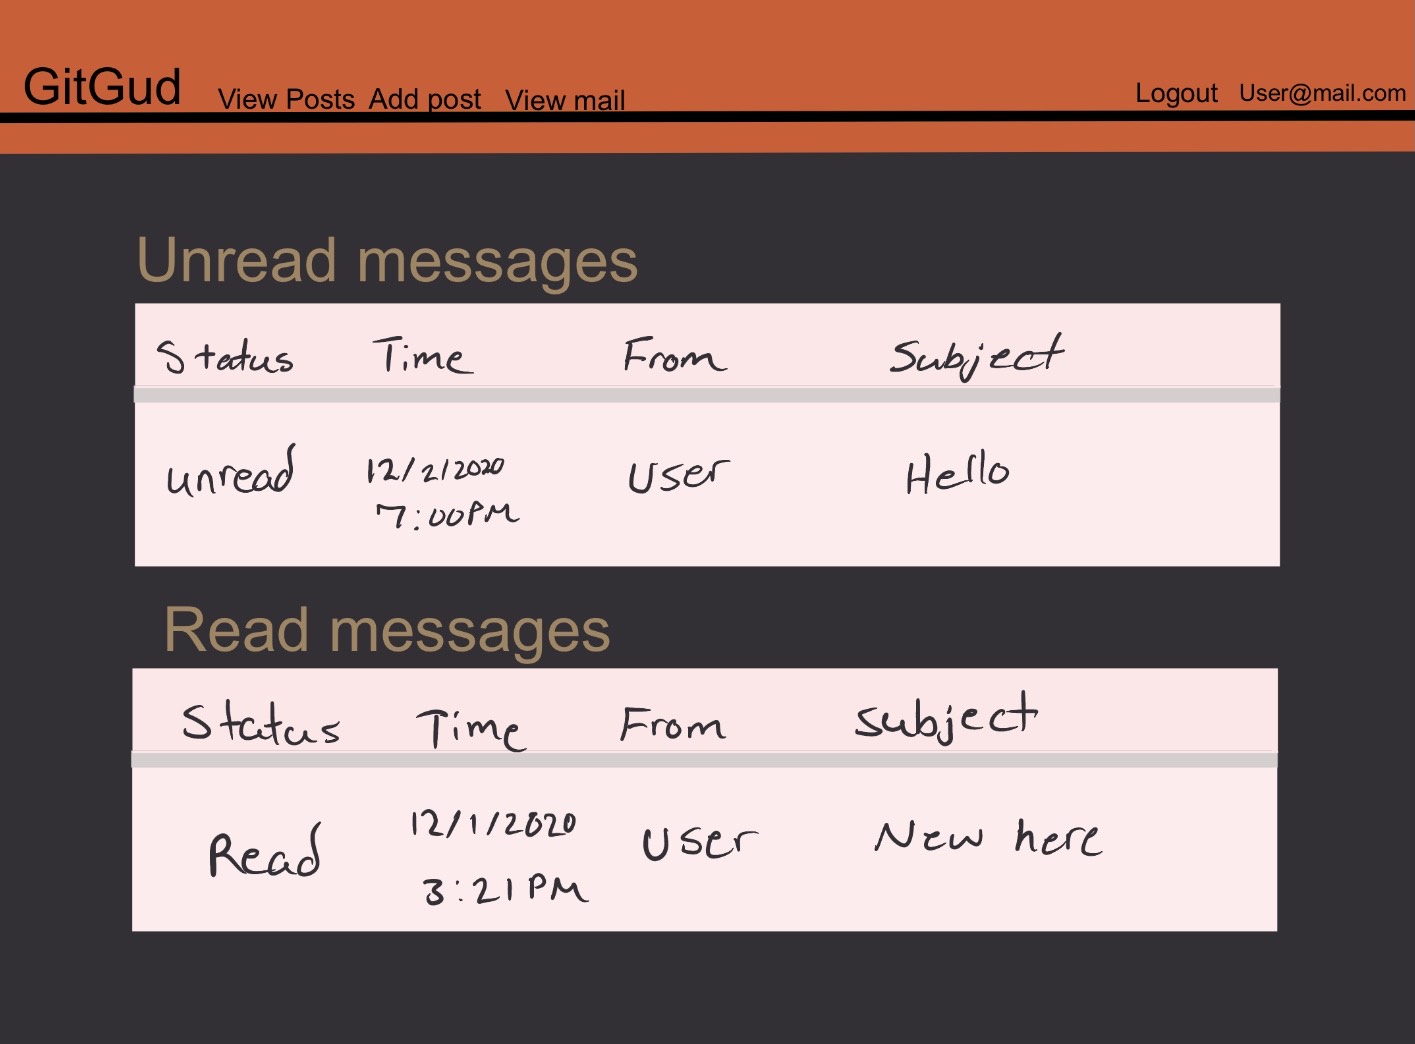 GitGud View Posts Add post View mail Logout User@mail.com
Unread messages
Status Time From Subject
unread 12/2/2020 User Hello
7:00PM
Read messages
Status Time From subject
Read 12/1/2020 User New here
3:21PM